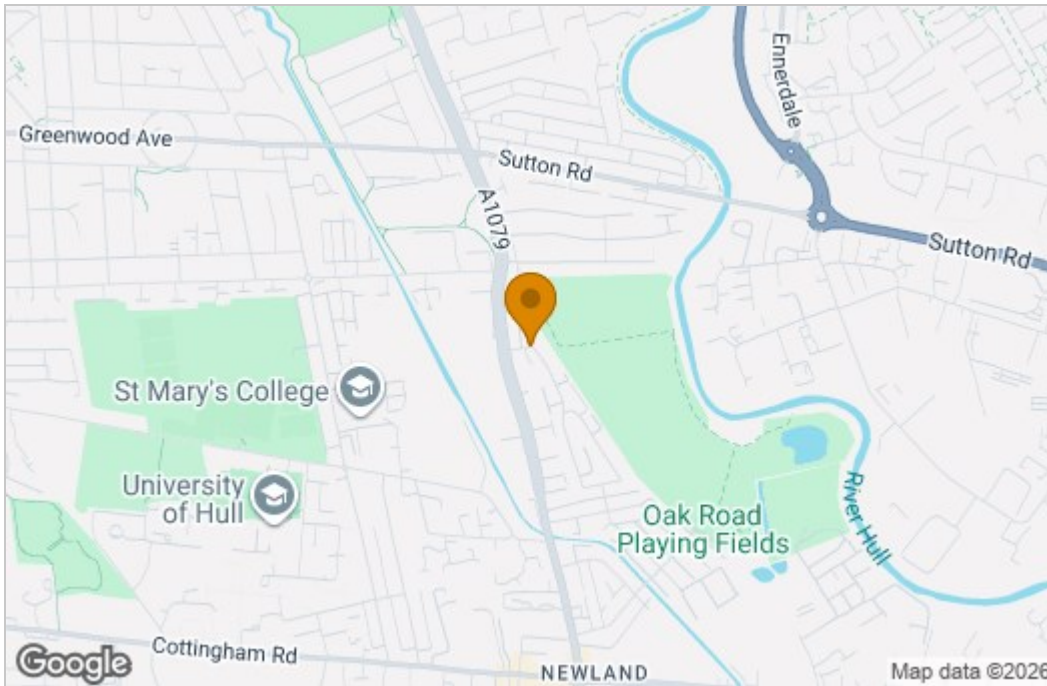 Ennerdale
Greenwood Ave
Sutton Rd
A1079
Sutton Rd
St Mary's College
University
of Hull
Oak Road
Playing Fields
River Hull
Cottingham Rd
NEWLAND
Google
Map data ©2026